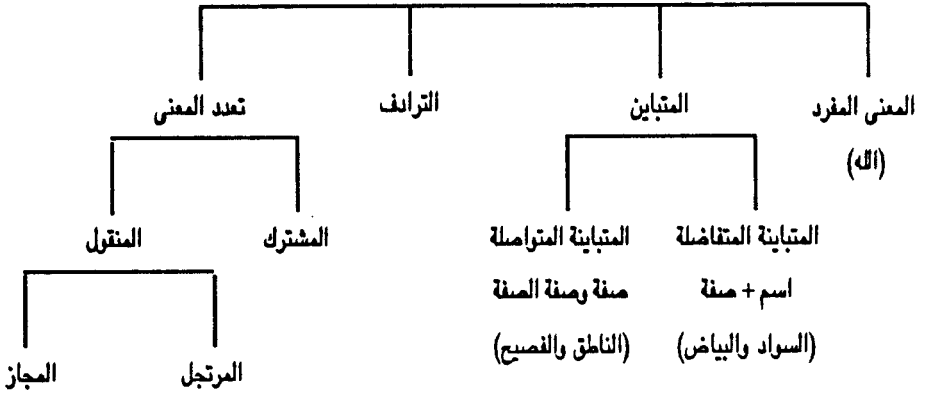 المعنى المفرد
(الله)
المتباين
الترادف
تعدد المعنى
المتباينة المتفاضلة
اسم + صفة
(السواد والبياض)
المتباينة المتواصلة
صفة وصفة الصفة
(الناطق والفصيح)
المشترك
المنقول
المرتجل
المجاز